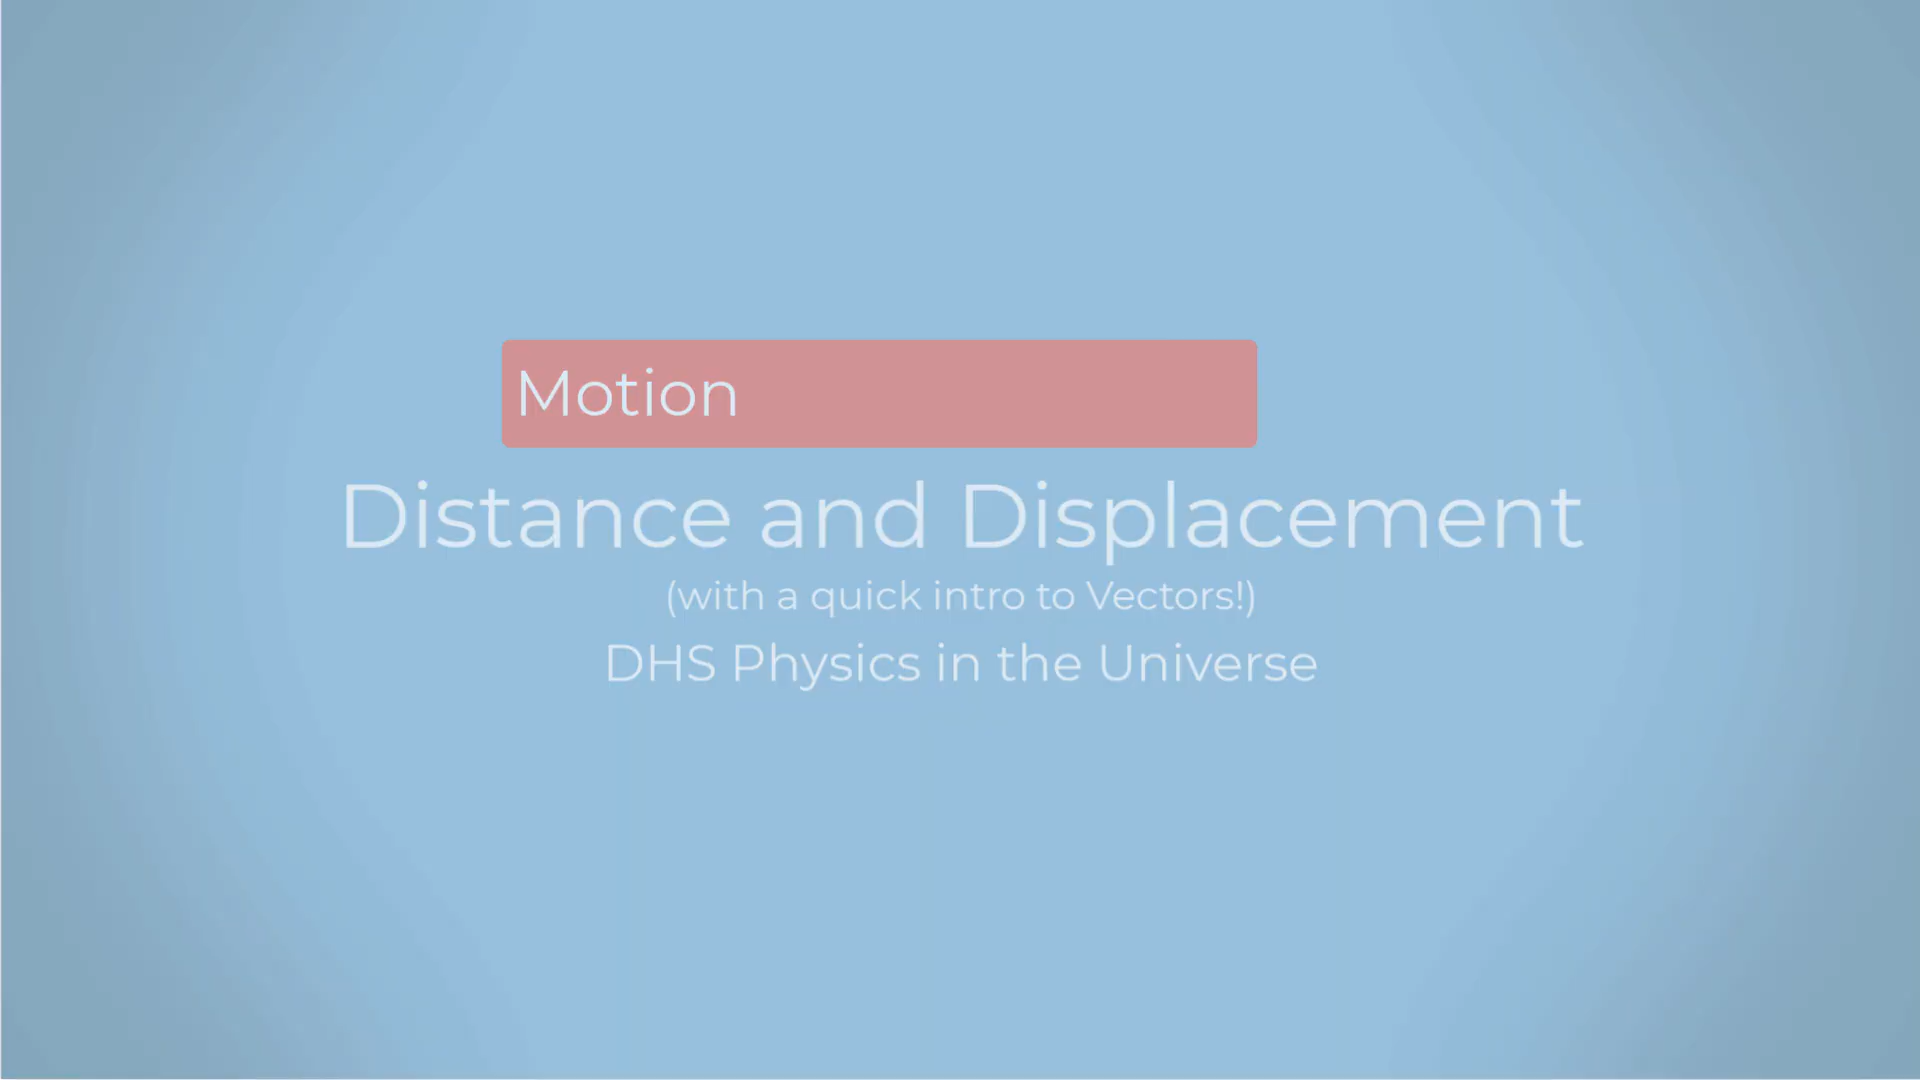 Motion
Distance and Displacement
(with a quick intro to Vectors!)
DHS Physics in the Universe